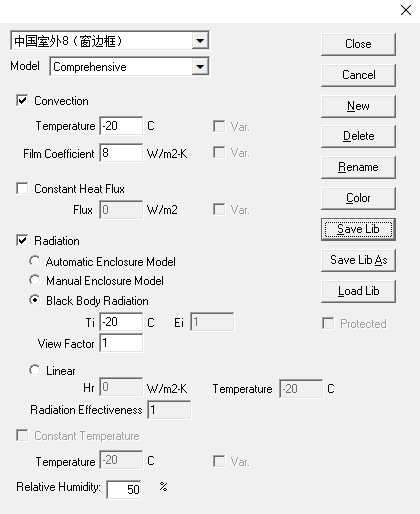 中国室外8（窗边框）
Close
Model Comprehensive
Cancel
Convection
New
Temperature -20 C Var.
Delete
Film Coefficient 8 W/m2-K Var.
Rename
Constant Heat Flux
Color
Flux 0 W/m2 Var.
Save Lib
Radiation
Automatic Enclosure Model
Save Lib As
Manual Enclosure Model
Load Lib
Black Body Radiation
Ti -20 C Ei 1
Protected
View Factor 1
Linear
Hr 0 W/m2-K Temperature -20 C
Radiation Effectiveness 1
Constant Temperature
Temperature -20 C Var.
Relative Humidity: 50 %